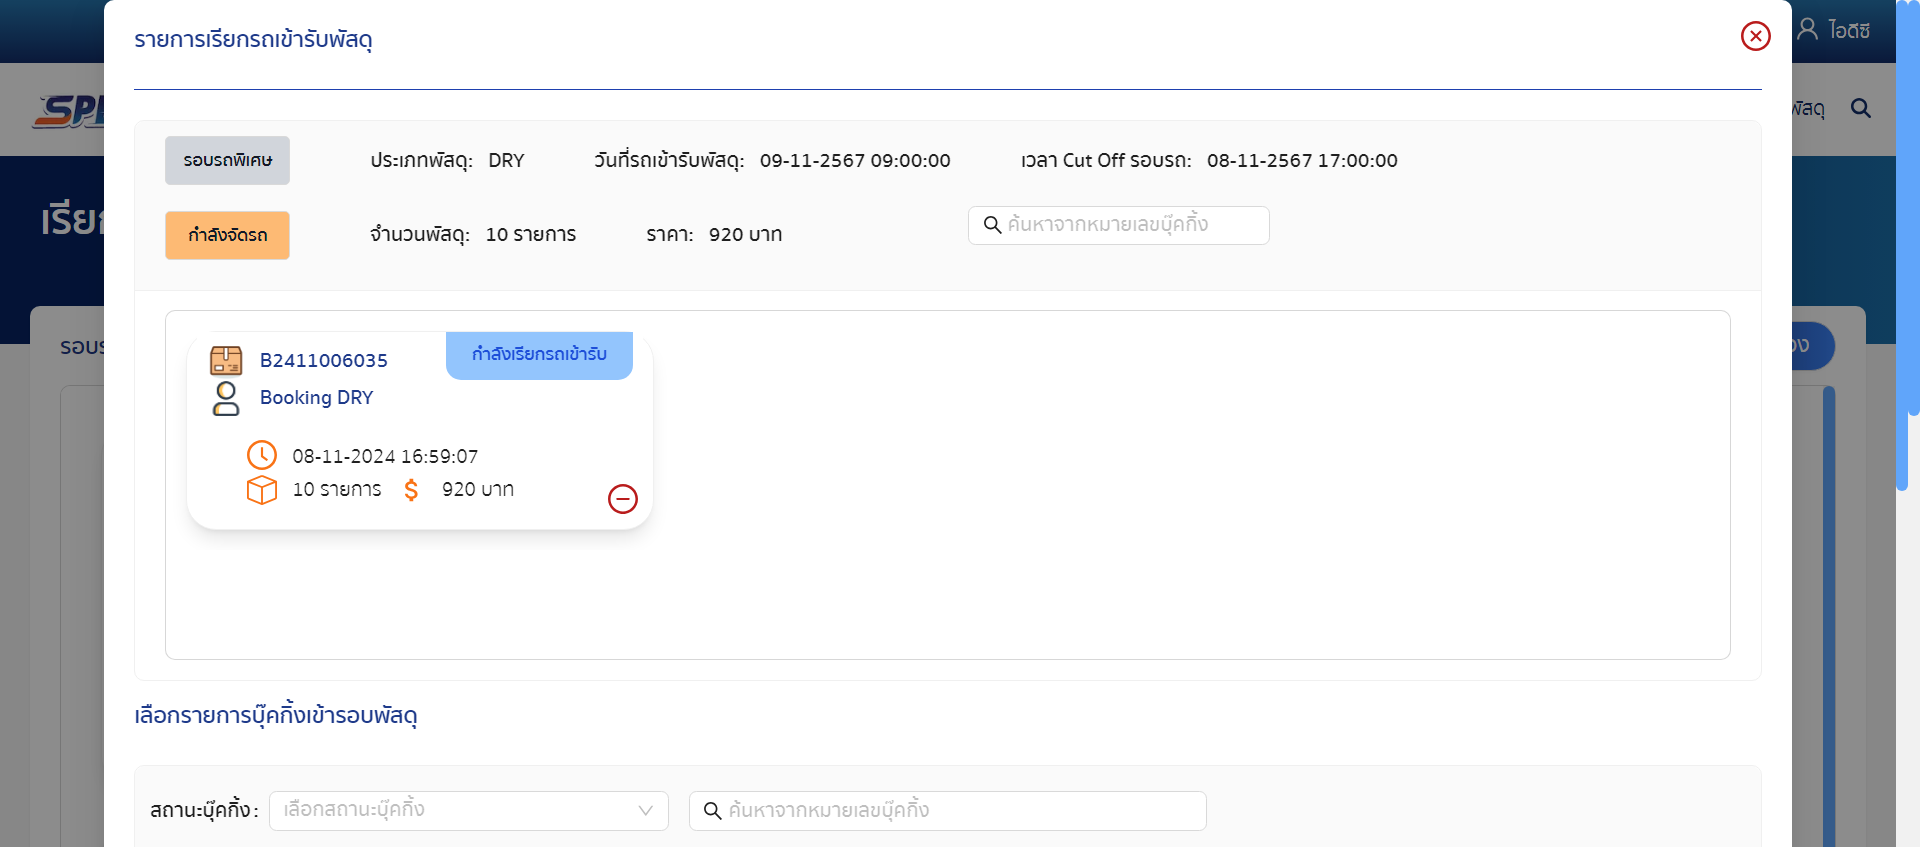 รายการเรียกรถเข้ารับพัสดุ
ไอดีซี
พัสดุ
รอบรถพิเศษ ประเภทพัสดุ: DRY วันที่รถเข้ารับพัสดุ: 09-11-2567 09:00:00 เวลา Cut Off รอบรถ: 08-11-2567 17:00:00
กำลังจัดรถ จำนวนพัสดุ: 10 รายการ ราคา: 920 บาท ค้นหาจากหมายเลขบุ๊คกิ้ง
B2411006035 กำลังเรียกรถเข้ารับ
Booking DRY
08-11-2024 16:59:07
10 รายการ $ 920 บาท
เลือกรายการบุ๊คกิ้งเข้ารอบพัสดุ
สถานะบุ๊คกิ้ง: เลือกสถานะบุ๊คกิ้ง ค้นหาจากหมายเลขบุ๊คกิ้ง